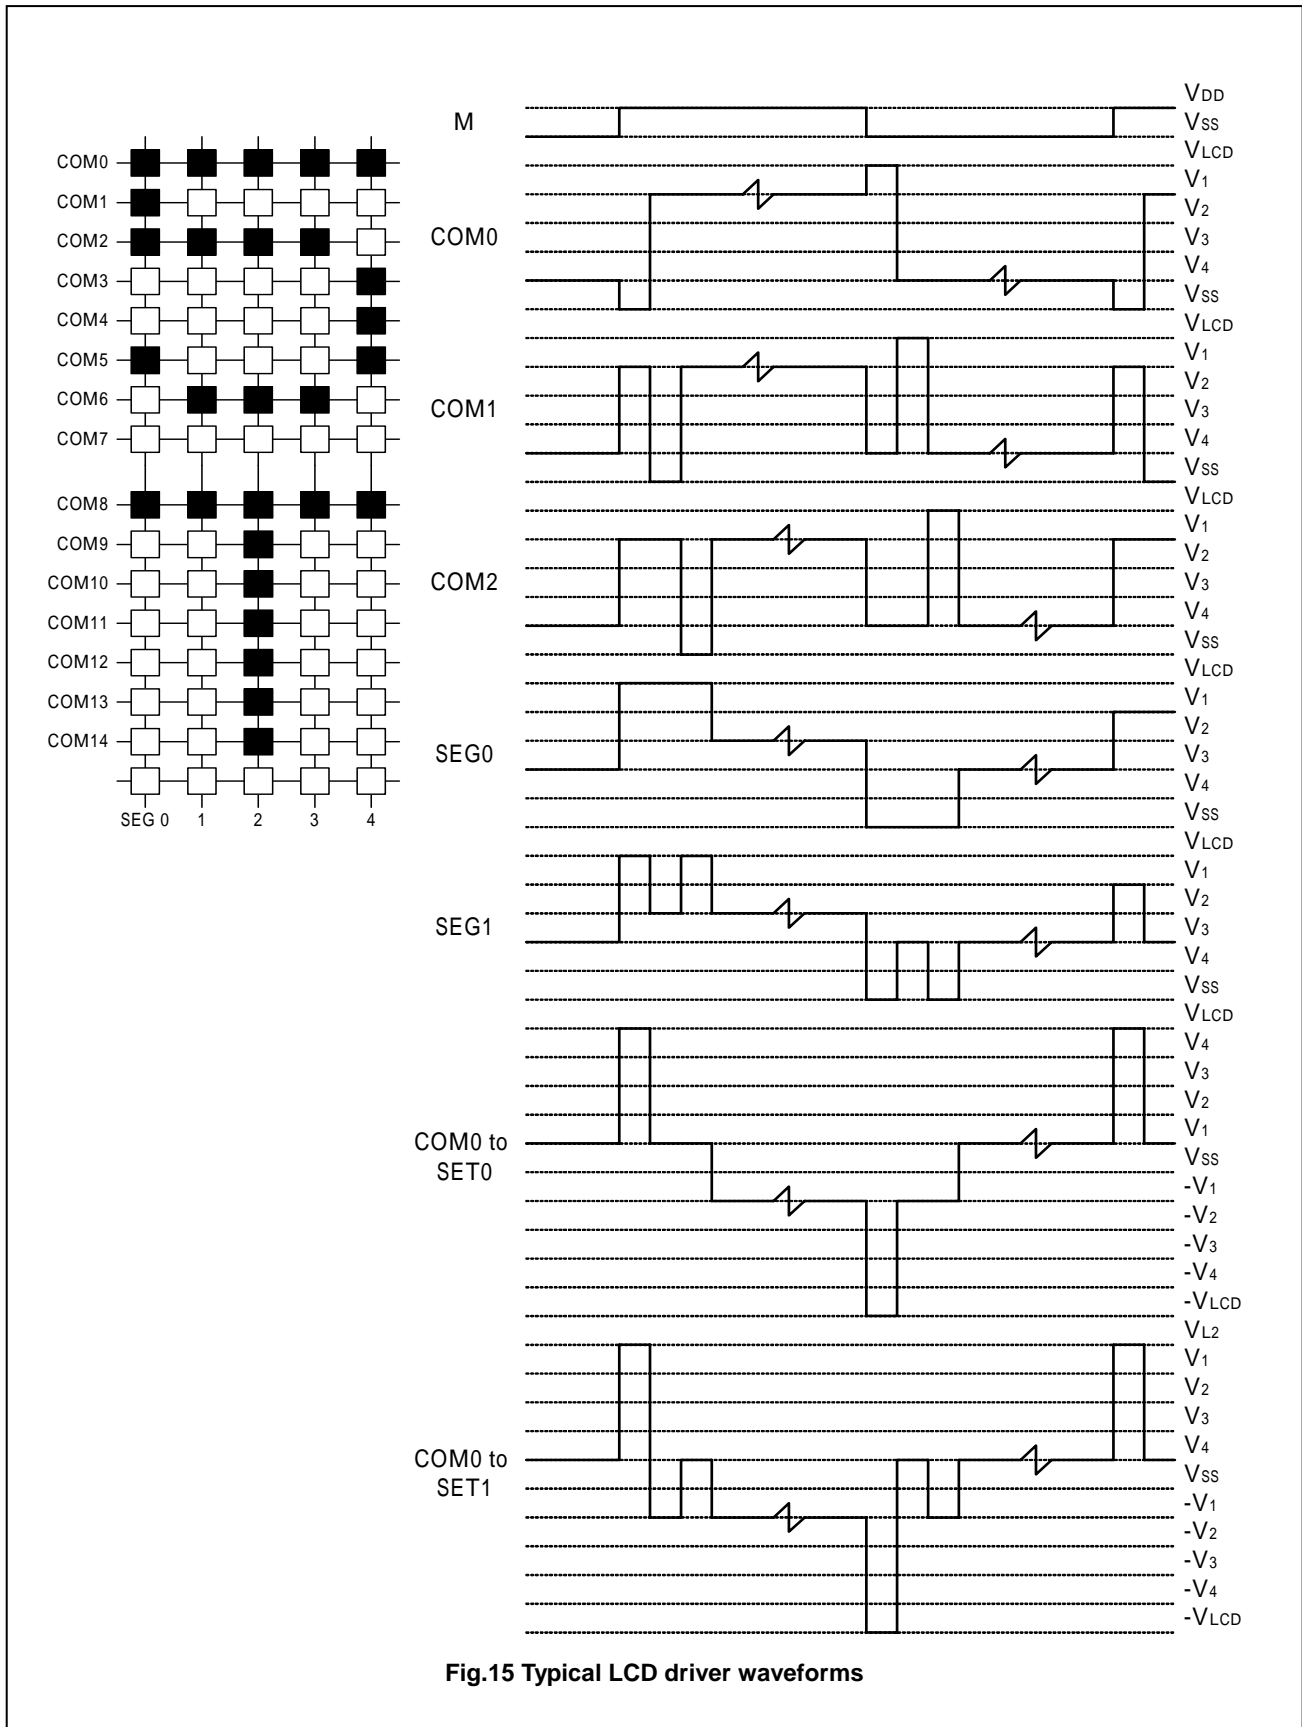 COM0
COM1
COM2
COM3
COM4
COM5
COM6
COM7
COM8
COM9
COM10
COM11
COM12
COM13
COM14
SEG 0 1 2 3 4
M
VDD
VSS
COM0
VLCD
V1
V2
V3
V4
VSS
COM1
VLCD
V1
V2
V3
V4
VSS
COM2
VLCD
V1
V2
V3
V4
VSS
SEG0
VLCD
V1
V2
V3
V4
VSS
SEG1
VLCD
V1
V2
V3
V4
VSS
COM0 to
SET0
VLCD
V4
V3
V2
V1
VSS
-V1
-V2
-V3
-V4
-VLCD
COM0 to
SET1
VL2
V1
V2
V3
V4
VSS
-V1
-V2
-V3
-V4
-VLCD
Fig.15 Typical LCD driver waveforms